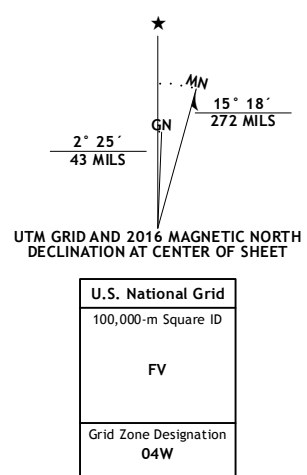 ★
MN
GN
15° 18´
272 MILS
2° 25´
43 MILS
UTM GRID AND 2016 MAGNETIC NORTH
DECLINATION AT CENTER OF SHEET
U.S. National Grid
100,000-m Square ID
FV
Grid Zone Designation
04W